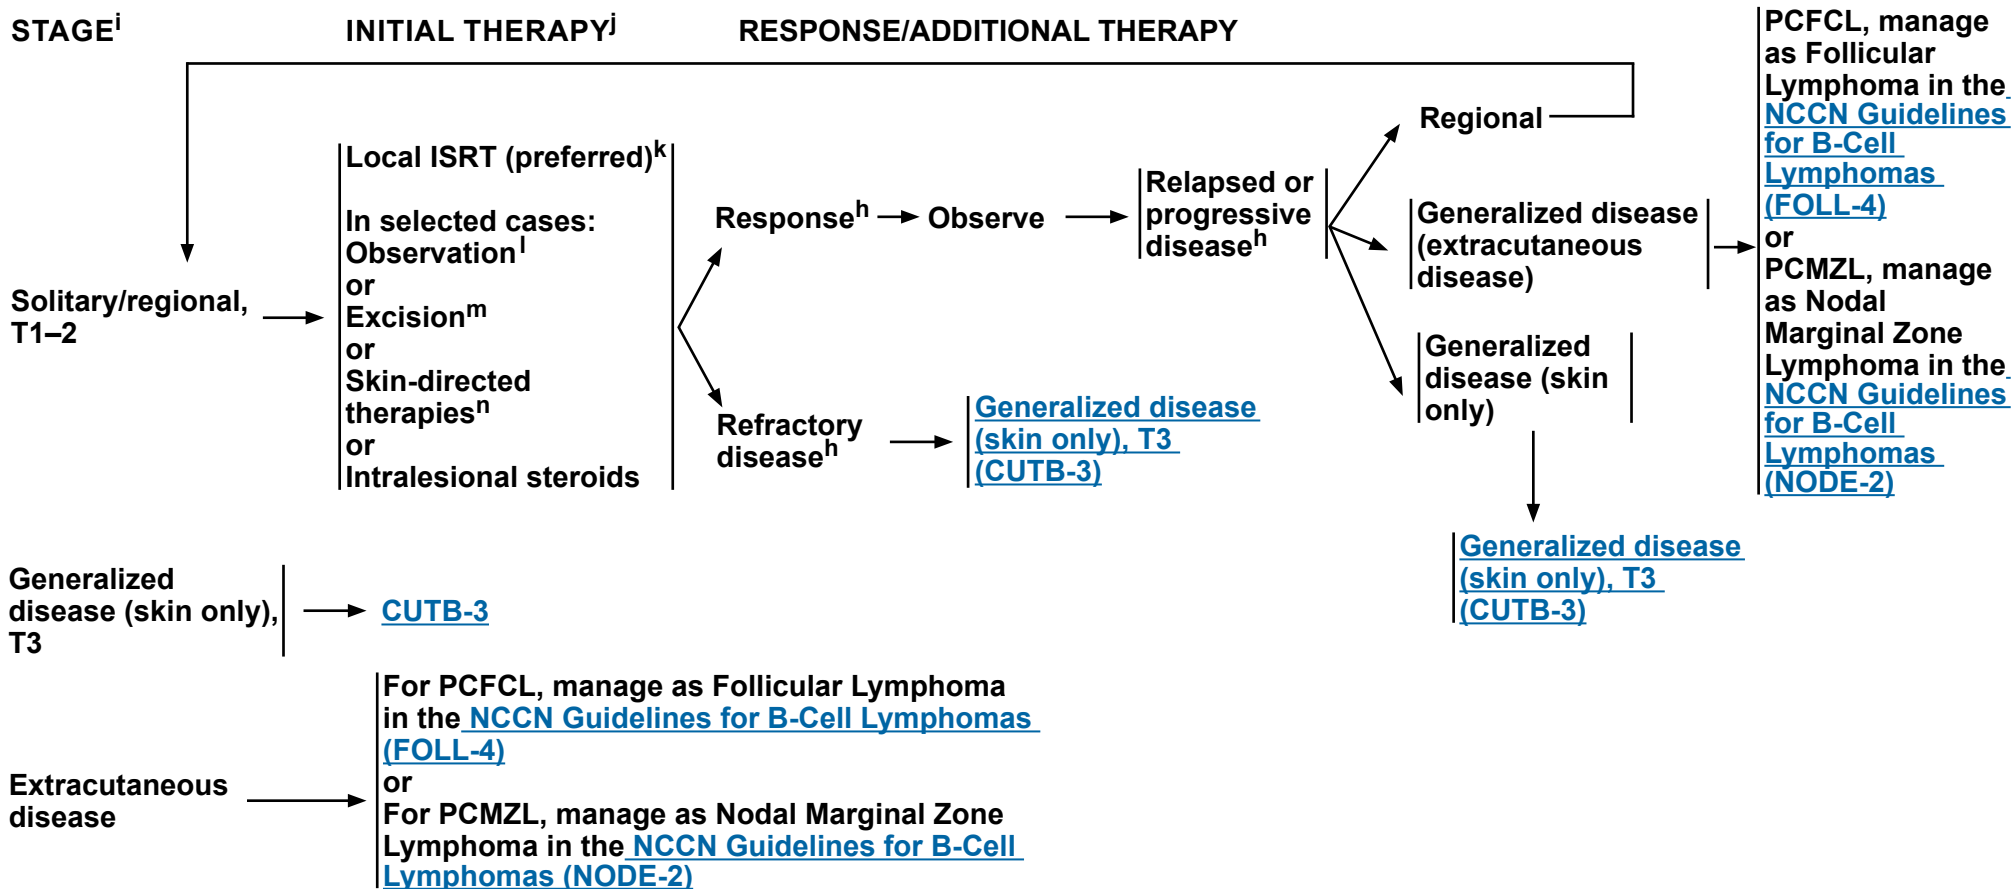 STAGEi
INITIAL THERAPYj
RESPONSE/ADDITIONAL THERAPY
Solitary/regional,
T1–2
Local ISRT (preferred)k
In selected cases:
Observationl
or
Excisionm
or
Skin-directed
therapiesn
or
Intralesional steroids
Responseh
Observe
Relapsed or
progressive
diseaseh
Regional
Generalized disease
(extracutaneous
disease)
Generalized
disease (skin
only)
PCFCL, manage
as Follicular
Lymphoma in the
NCCN Guidelines
for B-Cell
Lymphomas
(FOLL-4)
or
PCMZL, manage
as Nodal
Marginal Zone
Lymphoma in the
NCCN Guidelines
for B-Cell
Lymphomas
(NODE-2)
Refractory
diseaseh
Generalized disease
(skin only), T3
(CUTB-3)
Generalized disease
(skin only), T3
(CUTB-3)
Generalized
disease (skin only),
T3
CUTB-3
Extracutaneous
disease
For PCFCL, manage as Follicular Lymphoma
in the NCCN Guidelines for B-Cell Lymphomas
(FOLL-4)
or
For PCMZL, manage as Nodal Marginal Zone
Lymphoma in the NCCN Guidelines for B-Cell
Lymphomas (NODE-2)